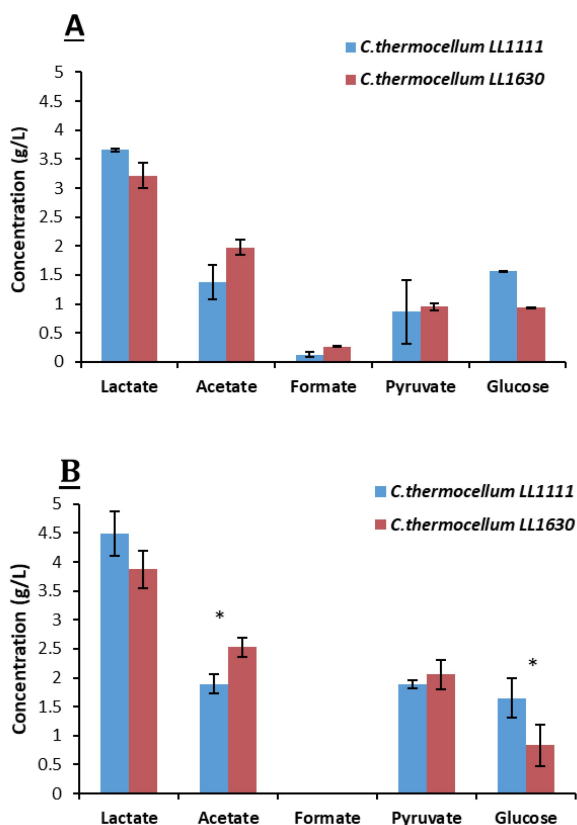 A
C.thermocellum LL1111
C.thermocellum LL1630
Concentration (g/L)
5
4.5
4
3.5
3
2.5
2
1.5
1
0.5
0
Lactate Acetate Formate Pyruvate Glucose
B
C.thermocellum LL1111
C.thermocellum LL1630
Concentration (g/L)
5
4.5
4
3.5
3
2.5
2
1.5
1
0.5
0
*
*
Lactate Acetate Formate Pyruvate Glucose